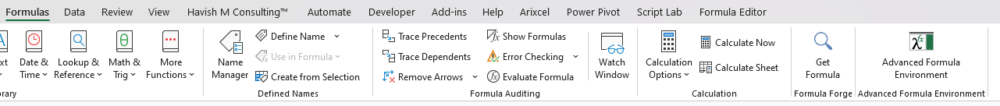 Formulas Data Review View Havish M Consulting™ Automate Developer Add-ins Help Arixcel Power Pivot Script Lab Formula Editor
Date & Time
Lookup & Reference
Math & Trig
More Functions
Name Manager
Define Name
Use in Formula
Create from Selection
Trace Precedents
Trace Dependents
Remove Arrows
Show Formulas
Error Checking
Evaluate Formula
Watch Window
Calculation Options
Calculate Now
Calculate Sheet
Get Formula
Advanced Formula Environment
Defined Names
Formula Auditing
Calculation
Formula Forge
Advanced Formula Environment